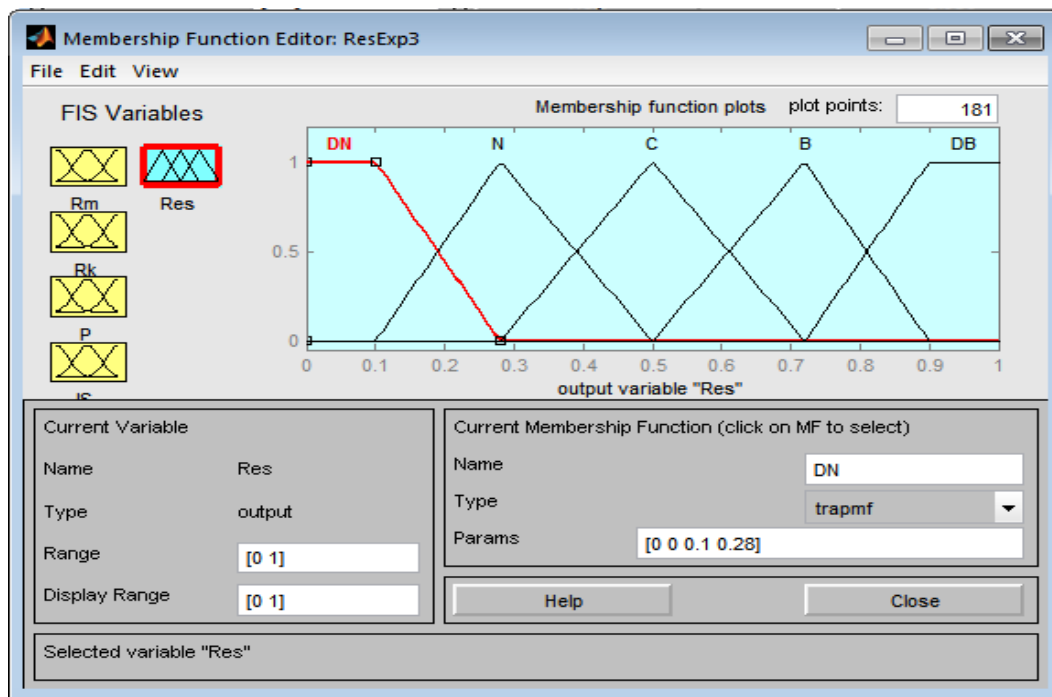 Membership Function Editor: ResExp3
File Edit View
FIS Variables
Rm
Res
Rk
P
Membership function plots
plot points:
181
DN N C B DB
1
0.5
0
0 0.1 0.2 0.3 0.4 0.5 0.6 0.7 0.8 0.9 1
output variable "Res"
Current Variable
Name Res
Type output
Range [0 1]
Display Range [0 1]
Current Membership Function (click on MF to select)
Name DN
Type trapmf
Params [0 0 0.1 0.28]
Help Close
Selected variable "Res"